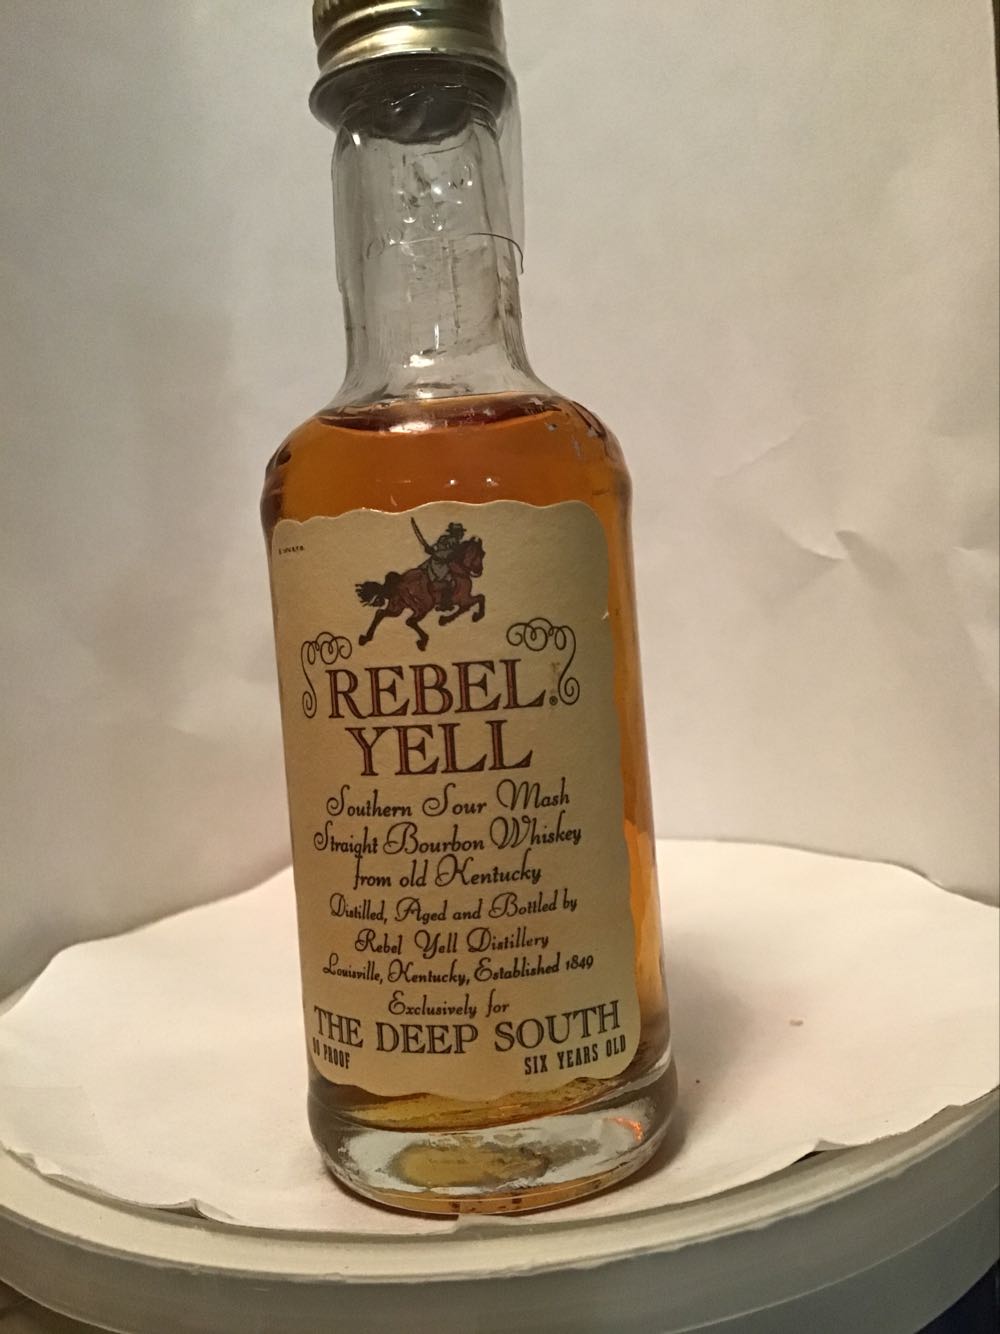 REBEL®
YELL
Southern Sour Mash
Straight Bourbon Whiskey
from old Kentucky
Distilled, Aged and Bottled by
Rebel Yell Distillery
Louisville, Kentucky, Established 1849
Exclusively for
THE DEEP SOUTH
PROOF SIX YEARS OLD